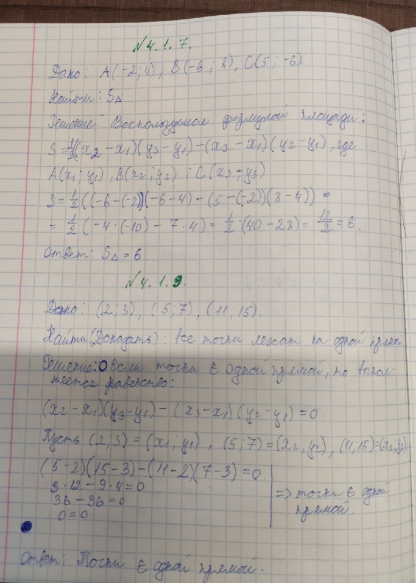 №4.1.7.
Дано: A(-2;4), B(-6;8), C(5;-6)
Найти: S△
Решение: Воспользуемся формулой площади:
S = 1/2(x2 - x1)(y3 - y1) - (x3 - x1)(y2 - y1), где
A(x1; y1), B(x2; y2); C(x3; y3)
S = 1/2((-6-(-2))(-6-4) - (5-(-2))(8-4)) =
= 1/2(-4·(-10) - 7·4) = 1/2·(40-28) = 12/2 = 6.
Ответ: S△ = 6
№4.1.9.
Дано: (2;3), (5;7), (11,15).
Найти (Доказать): все точки лежат на одной прямой
Решение: Если точки ∈ одной прямой, то выпол-
няется равенство:
(x2-x1)(y3-y1) - (x3-x1)(y2-y1) = 0.
Пусть (2;3) = (x1; y1), (5;7) = (x2; y2), (11,15) = (x3; y3)
(5-2)(15-3) - (11-2)(7-3) = 0
3·12 - 9·4 = 0
36 - 36 = 0 => точки ∈ одной
0 = 0 прямой.
Ответ: Точки ∈ одной прямой.